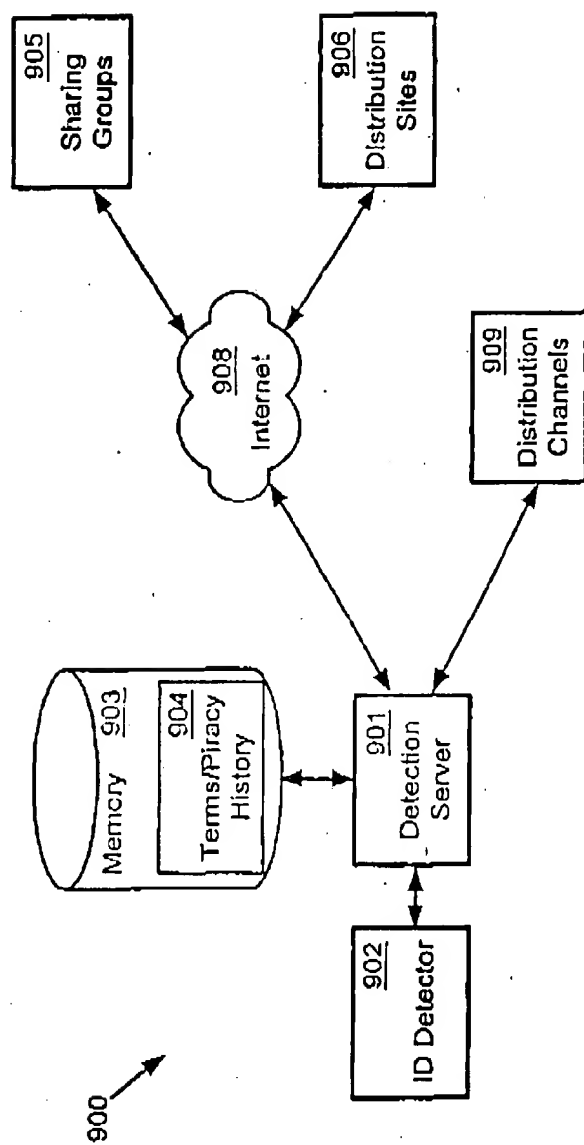 900
Memory 903
904
Terms/Piracy
History
902
ID Detector
901
Detection
Server
908
Internet
905
Sharing
Groups
906
Distribution
Sites
909
Distribution
Channels